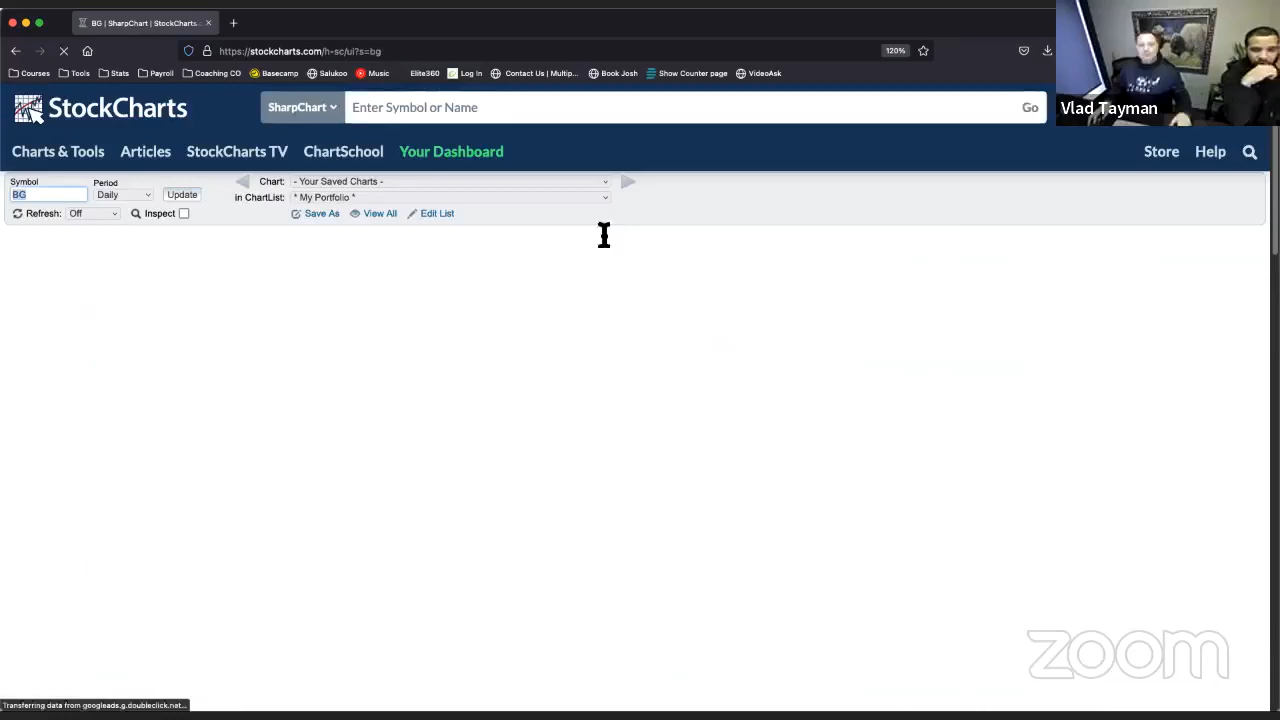 BG | SharpChart | StockCharts. × +
https://stockcharts.com/h-sc/ui?s=bg 120%
Courses Tools Stats Payroll Coaching CO Basecamp Salukoo Music Elite360 Log in Contact Us | Multip... Book Josh Show Counter page VideoAsk
Vlad Tayman
StockCharts SharpChart Enter Symbol or Name Go
Charts & Tools Articles StockCharts TV ChartSchool Your Dashboard Store Help
Symbol Period Chart: - Your Saved Charts -
BG Daily Update in ChartList: * My Portfolio *
Refresh: Off Inspect Save As View All Edit List
zoom
Transferring data from googleads.g.doubleclick.net...